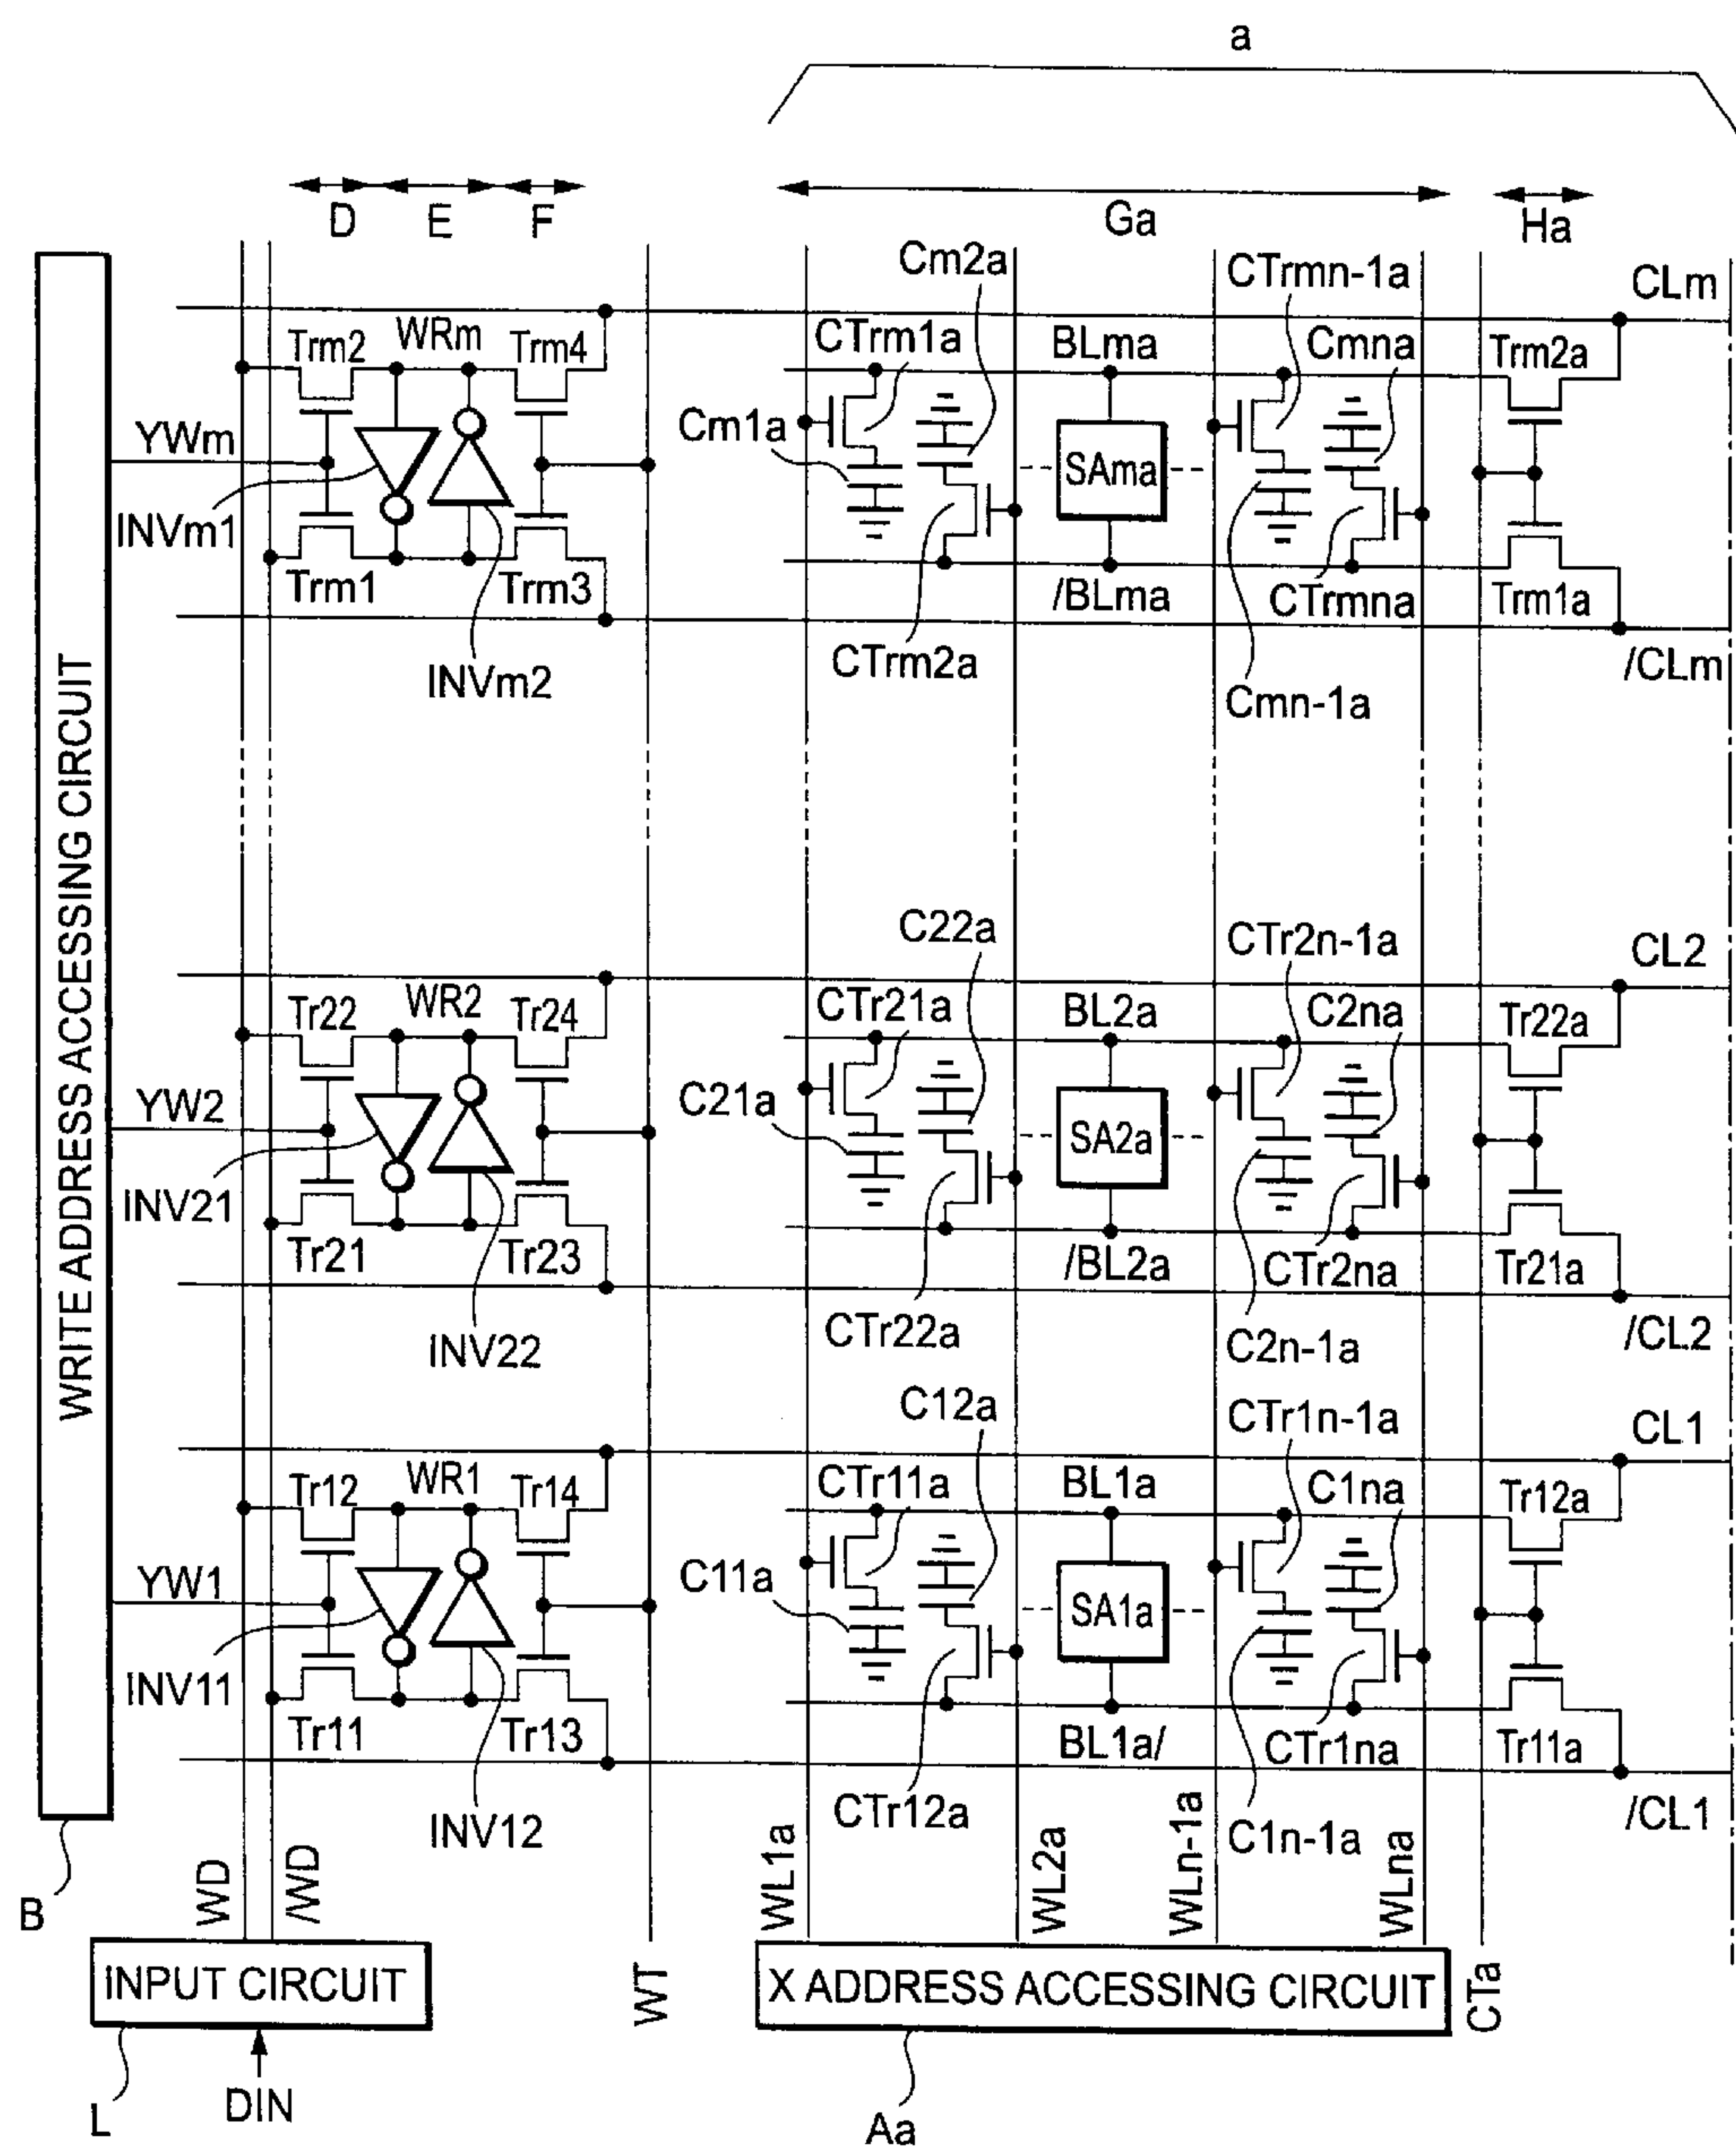 a
D E F Ga Ha
Cm2a CTrmn-1a CLm
Trm2 WRm Trm4 CTrm1a BLma Cmna Trm2a
YWm Cm1a SAma
INVm1
Trm1 Trm3 /BLma CTrmna Trm1a
INVm2 CTrm2a Cmn-1a /CLm
WRITE ADDRESS ACCESSING CIRCUIT
C22a CTr2n-1a CL2
Tr22 WR2 Tr24 CTr21a BL2a C2na Tr22a
YW2 C21a SA2a
INV21
Tr21 Tr23 /BL2a CTr2na Tr21a
INV22 CTr22a C2n-1a /CL2
C12a CTr1n-1a CL1
Tr12 WR1 Tr14 CTr11a BL1a C1na Tr12a
YW1 C11a SA1a
INV11
Tr11 Tr13 BL1a/ CTr1na Tr11a
INV12 CTr12a C1n-1a /CL1
B WD /WD WT WL1a WL2a WLn-1a WLna CTa
INPUT CIRCUIT X ADDRESS ACCESSING CIRCUIT
L DIN Aa